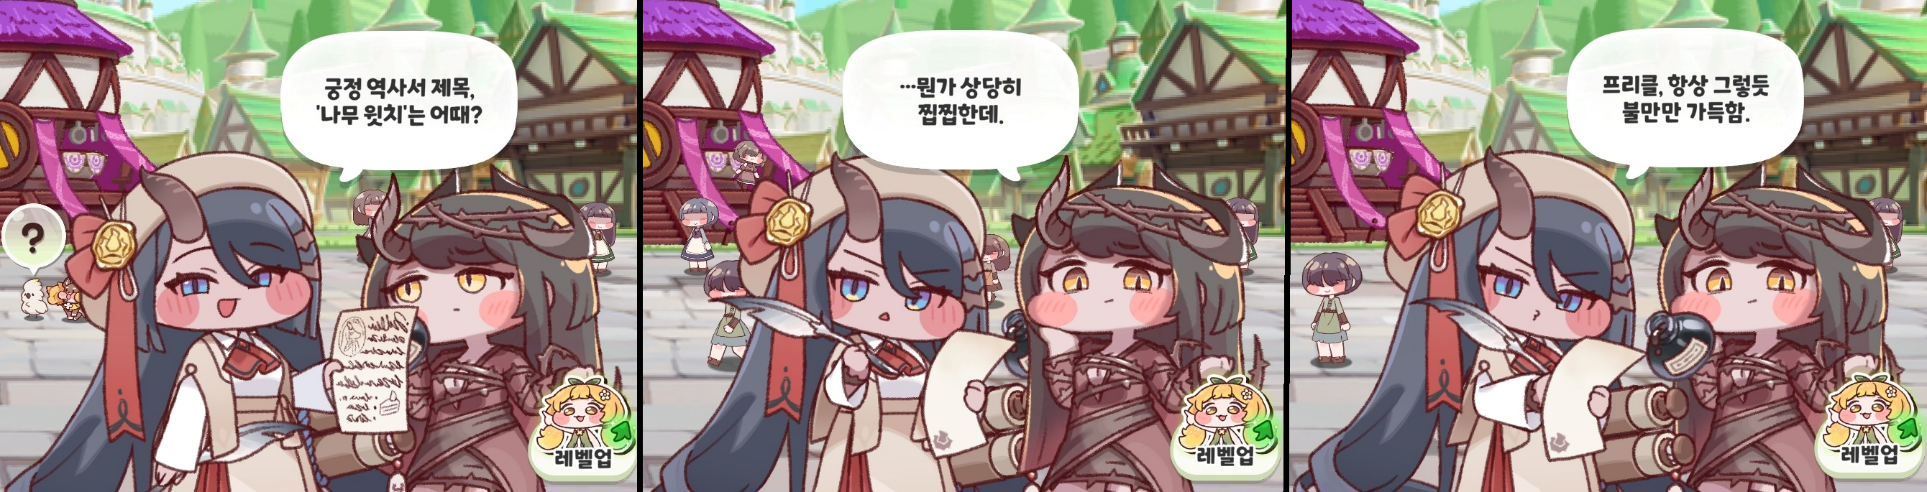 궁정 역사서 제목,
'나무 윗치'는 어때?
?
레벨업
…뭔가 상당히
찝찝한데.
레벨업
프리클, 항상 그렇듯
불만만 가득함.
레벨업